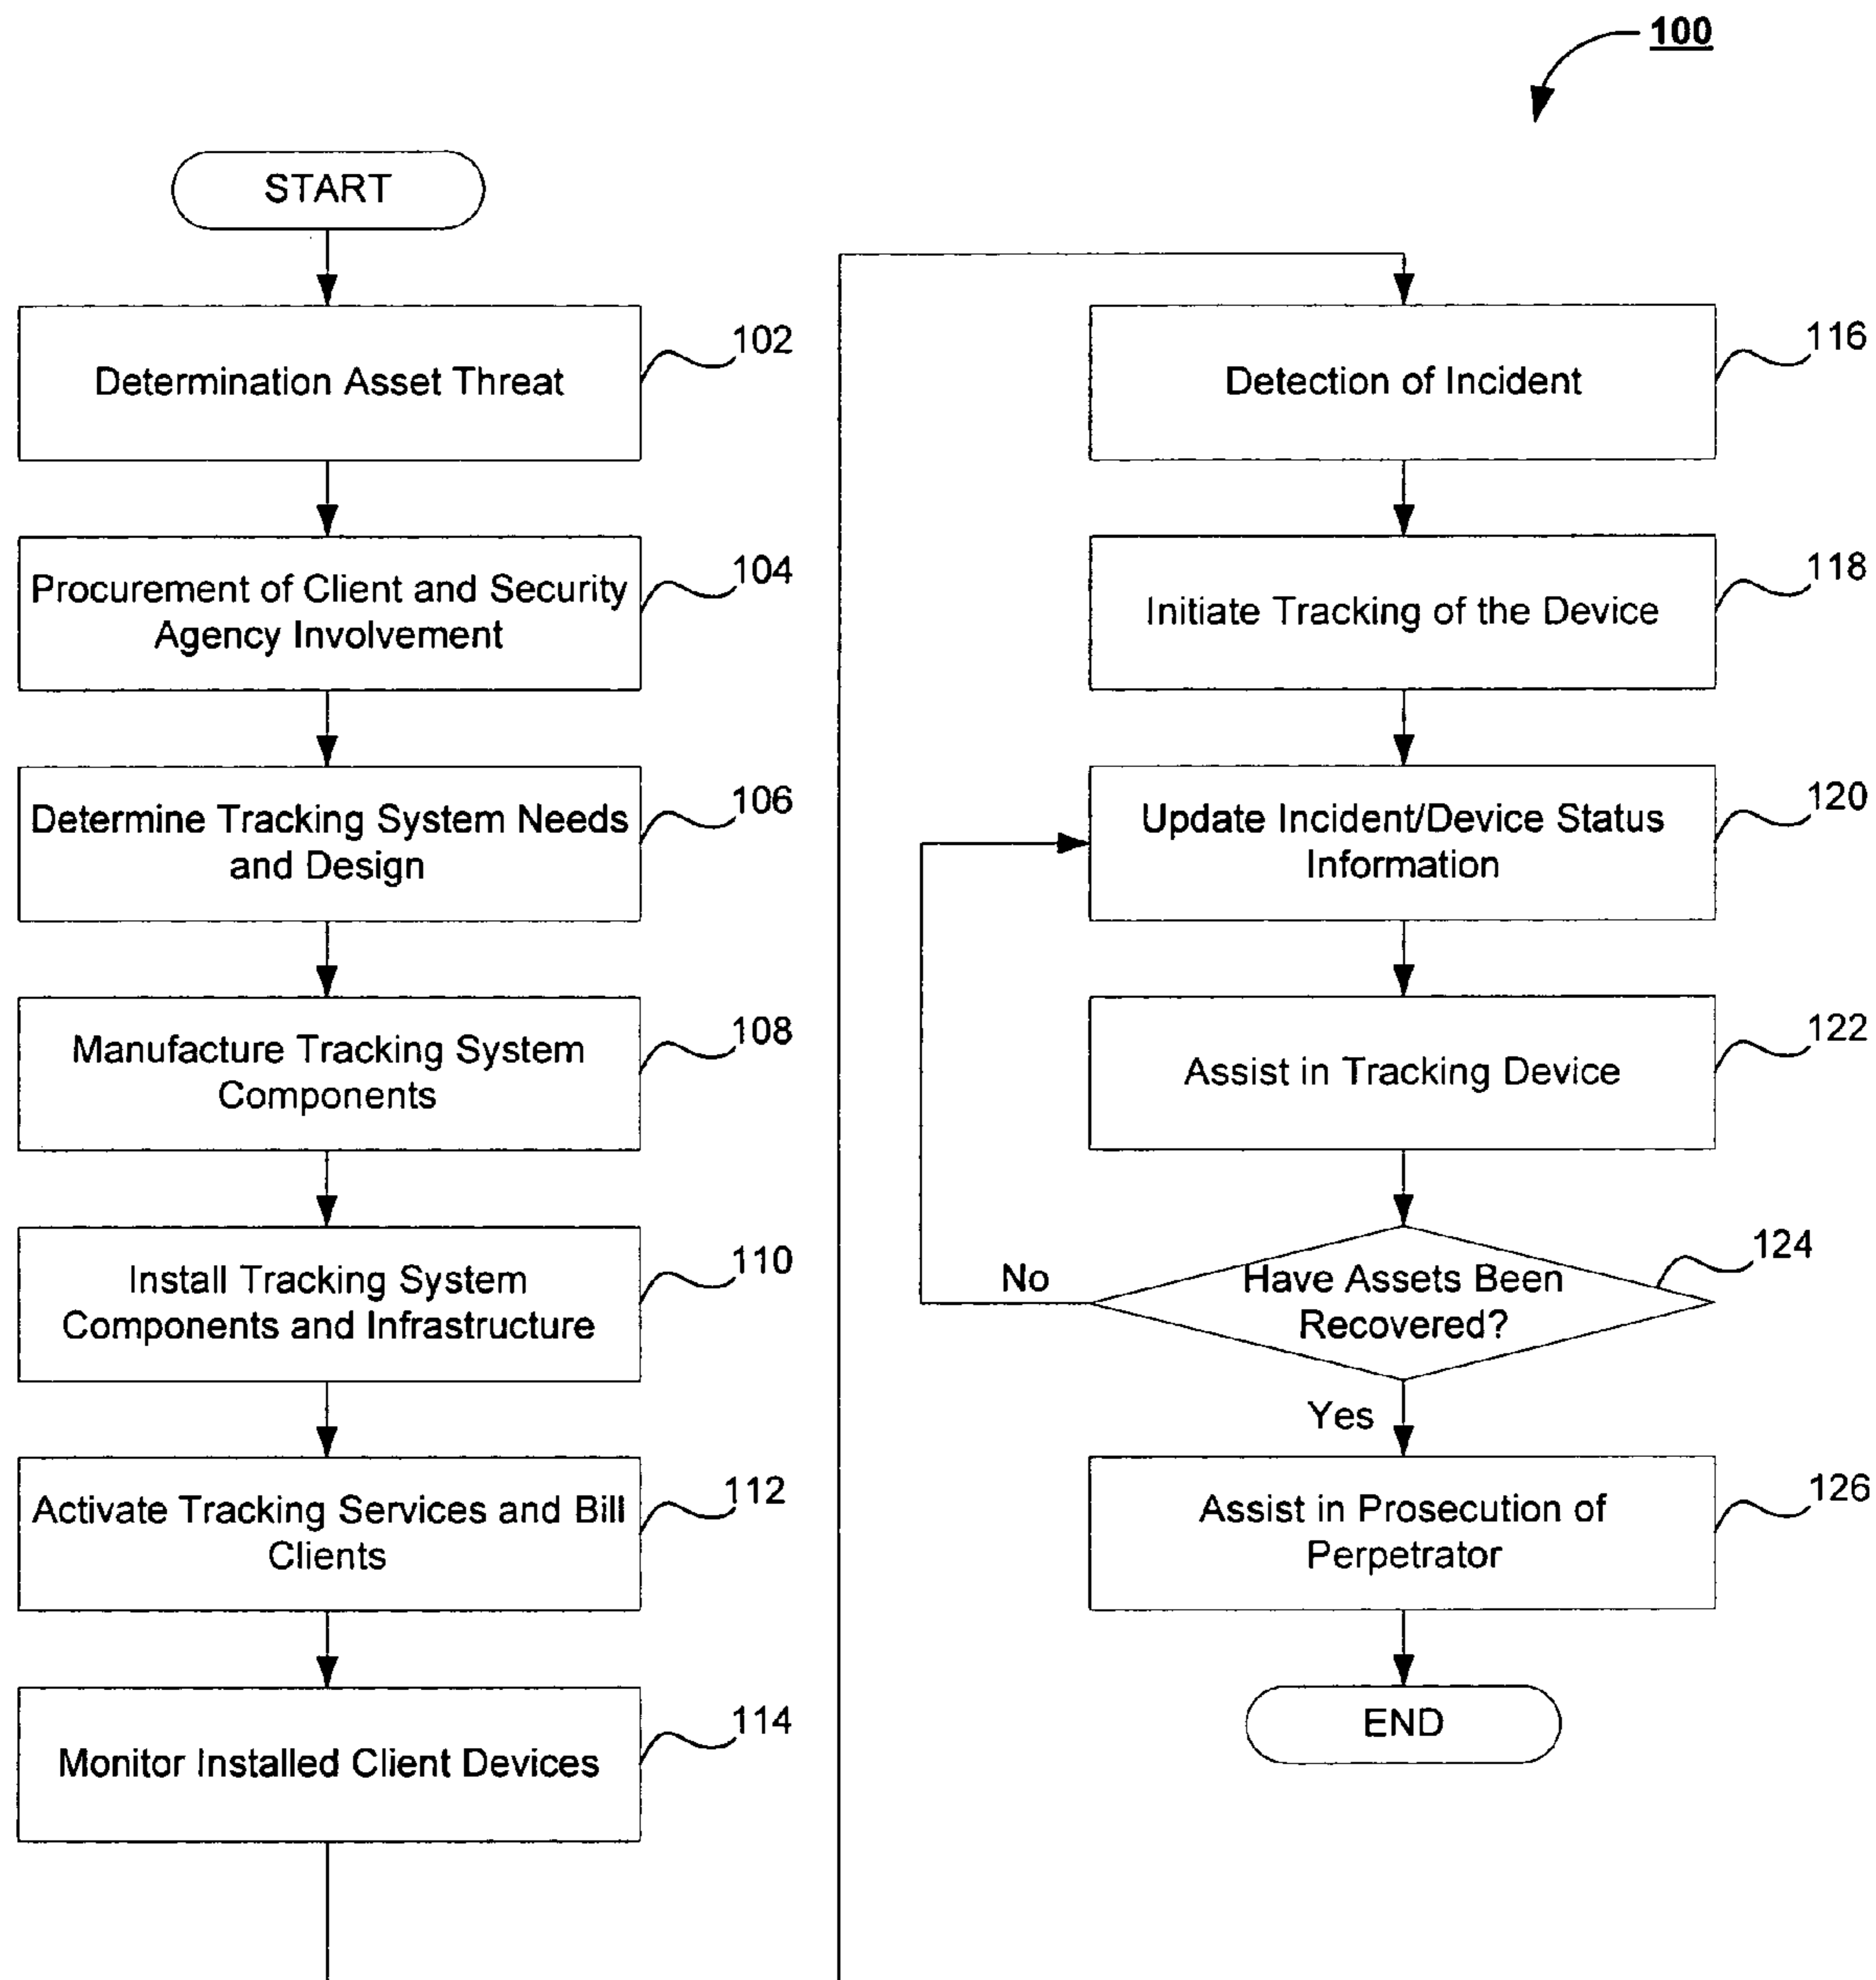 100
START
Determination Asset Threat
102
Procurement of Client and Security
Agency Involvement
104
Determine Tracking System Needs
and Design
106
Manufacture Tracking System
Components
108
Install Tracking System
Components and Infrastructure
110
Activate Tracking Services and Bill
Clients
112
Monitor Installed Client Devices
114
Detection of Incident
116
Initiate Tracking of the Device
118
Update Incident/Device Status
Information
120
Assist in Tracking Device
122
Have Assets Been
Recovered?
124
No
Yes
Assist in Prosecution of
Perpetrator
126
END